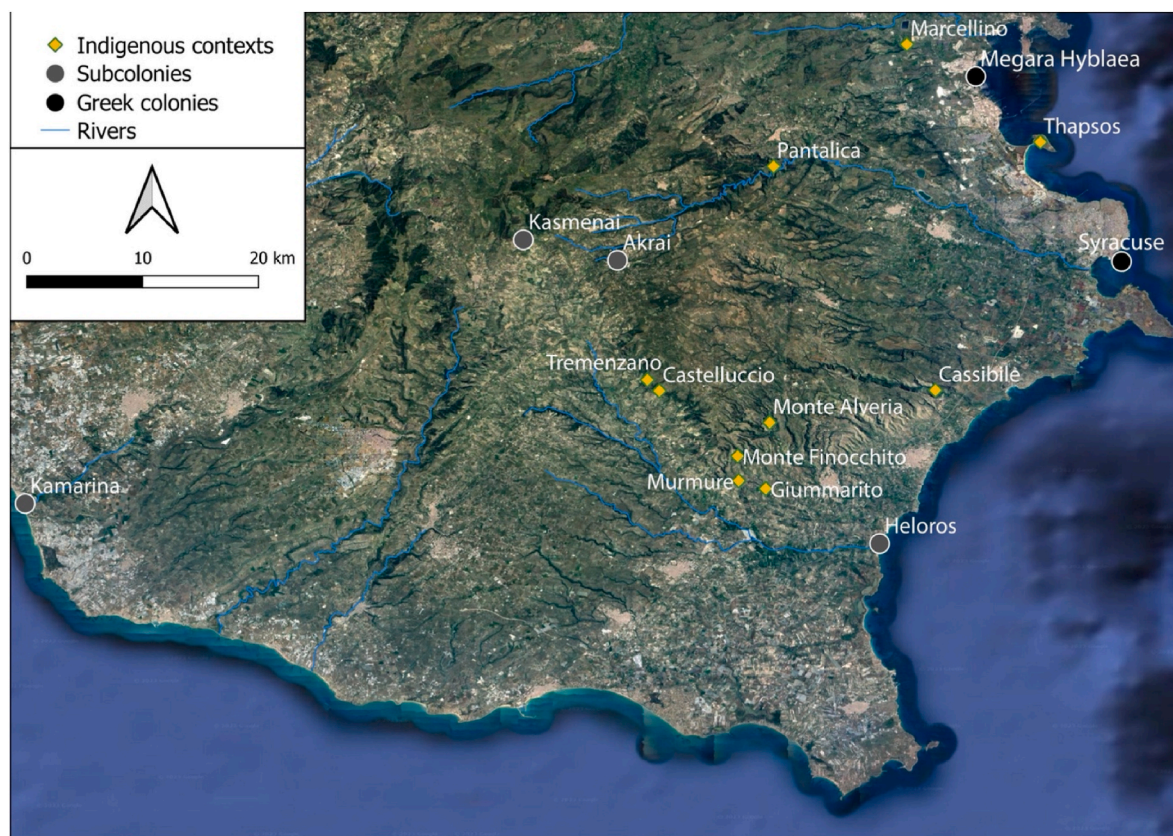 Indigenous contexts
Subcolonies
Greek colonies
Rivers
0 10 20 km
Marcellino
Megara Hyblaea
Thapsos
Pantalica
Kasmenai
Akrai
Syracuse
Tremenzano
Castelluccio
Cassibile
Monte Alveria
Monte Finocchito
Murmure
Giummarito
Kamarina
Heloros